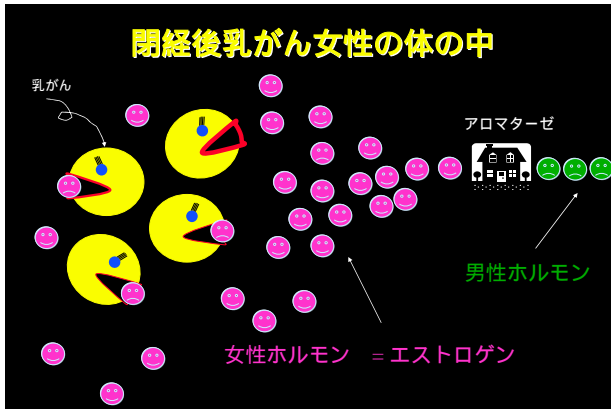 閉経後乳がん女性の体の中
乳がん
アロマターゼ
男性ホルモン
女性ホルモン ＝エストロゲン